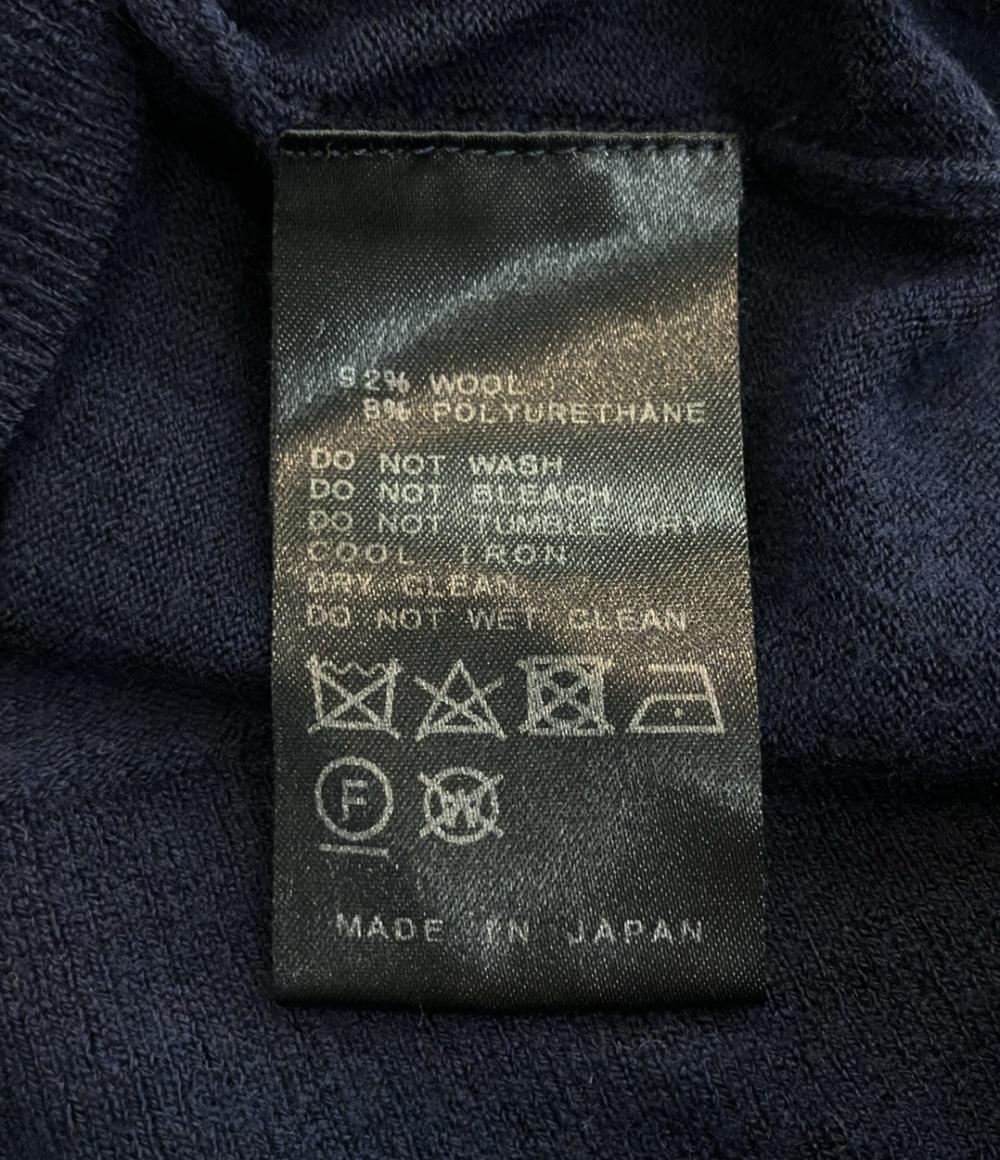 92% WOOL
8% POLYURETHANE
DO NOT WASH
DO NOT BLEACH
DO NOT TUMBLE DRY
COOL IRON
DRY CLEAN
DO NOT WET CLEAN
F W
MADE IN JAPAN